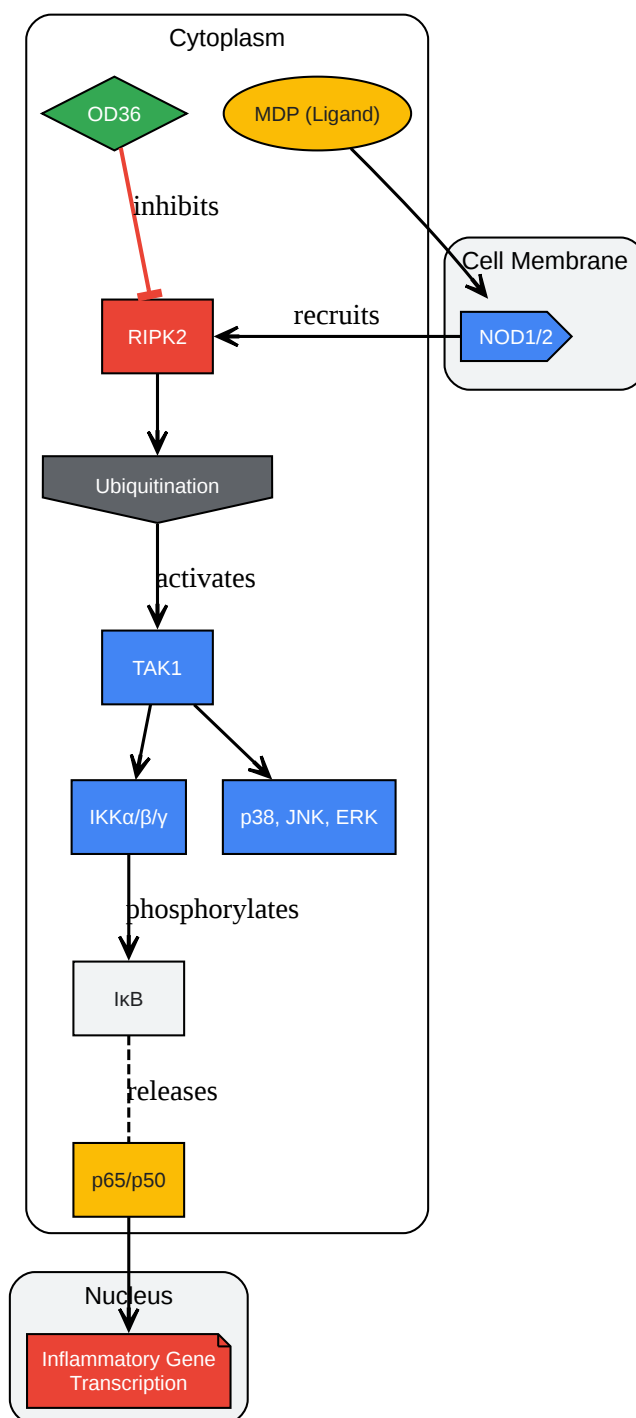 Cytoplasm
OD36
MDP (Ligand)
inhibits
Cell Membrane
recruits
NOD1/2
RIPK2
Ubiquitination
activates
TAK1
IKKα/β/γ
p38, JNK, ERK
phosphorylates
IκB
releases
p65/p50
Nucleus
Inflammatory Gene
Transcription